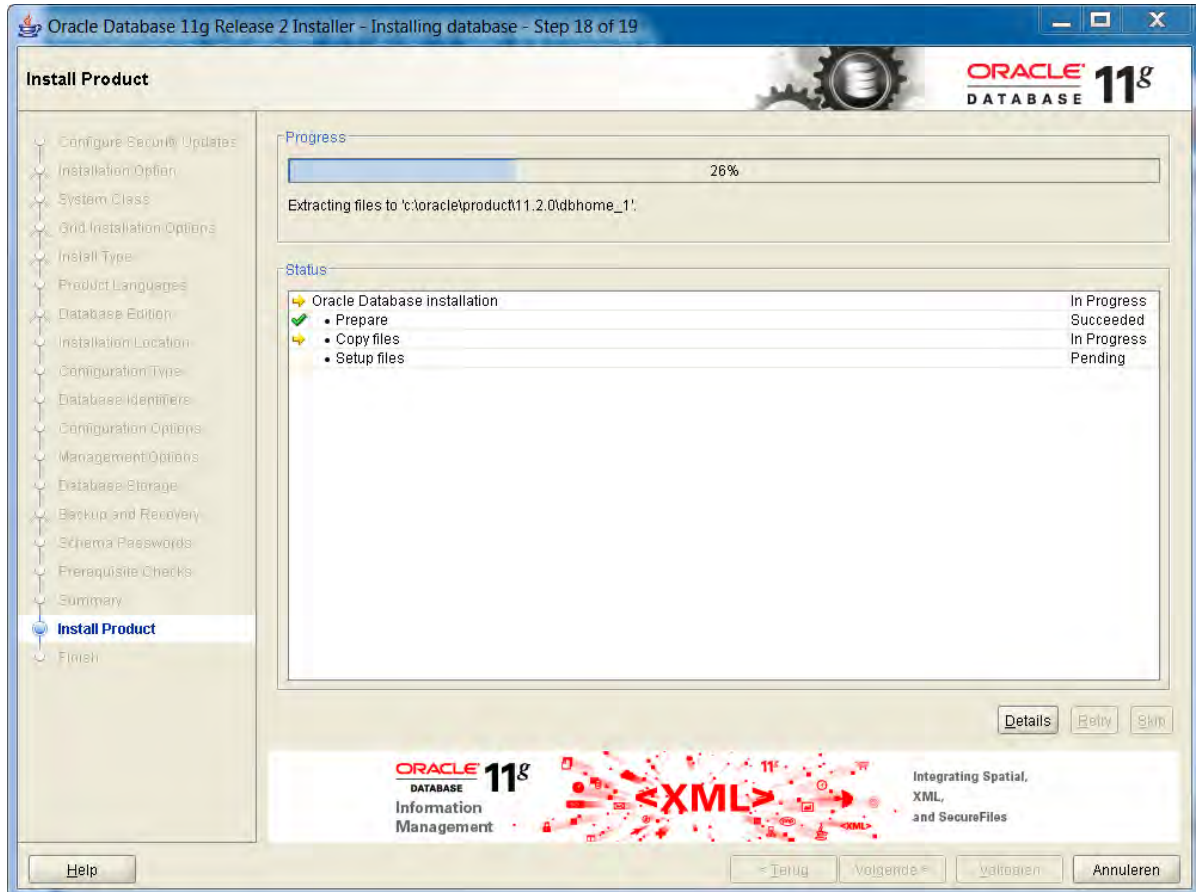 Oracle Database 11g Release 2 Installer - Installing database - Step 18 of 19
Install Product
ORACLE
DATABASE
11g
Configure Security Updates
Installation Option
System Class
Grid Installation Options
Install Type
Product Languages
Database Edition
Installation Location
Configuration Type
Database Identifiers
Configuration Options
Management Options
Database Storage
Backup and Recovery
Schema Passwords
Prerequisite Checks
Summary
Install Product
Finish
Progress
26%
Extracting files to 'c:\oracle\product\11.2.0\dbhome_1'.
Status
Oracle Database installation In Progress
• Prepare Succeeded
• Copy files In Progress
• Setup files Pending
Details Retry Skip
ORACLE
DATABASE
11g
Information
Management
<XML>
11g
<XML>
Integrating Spatial,
XML,
and SecureFiles
Help < Terug Volgende > Voltooien Annuleren